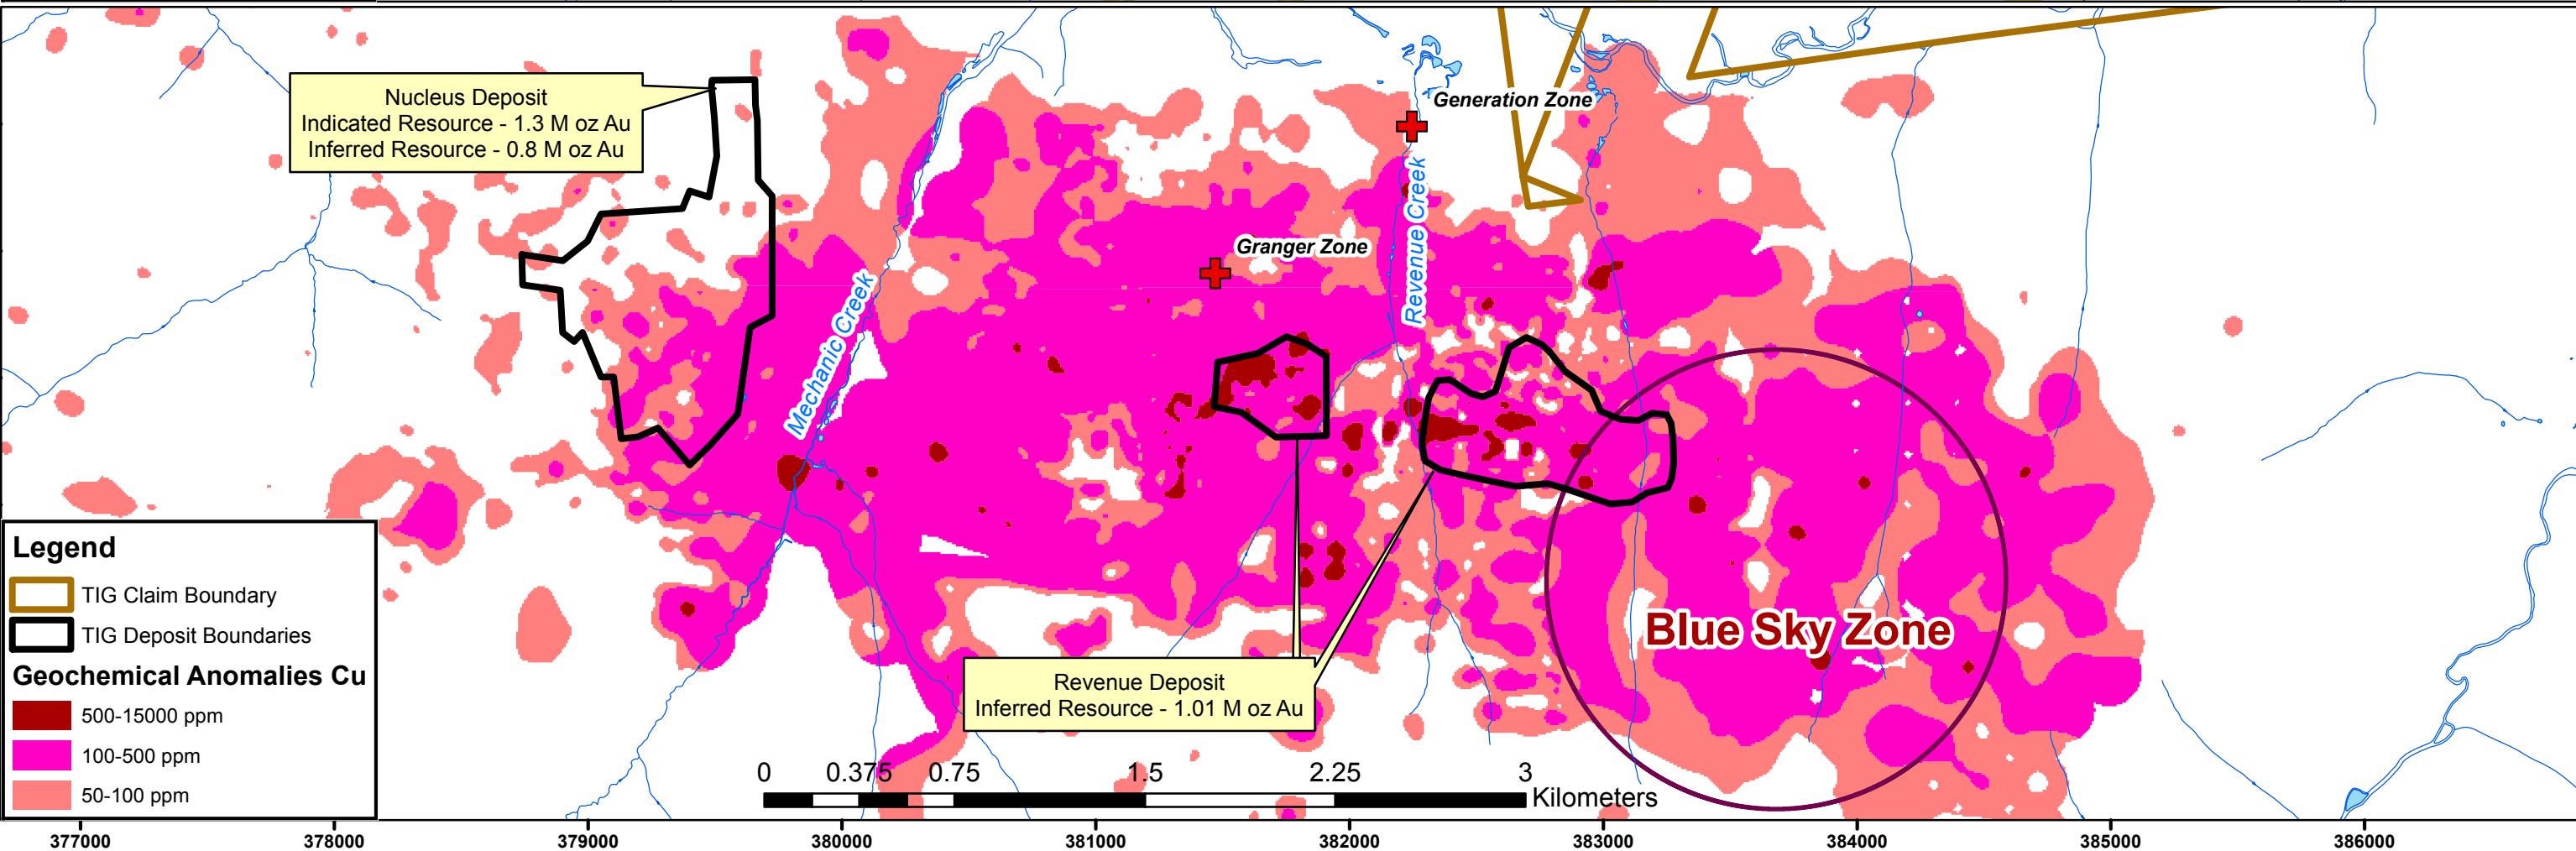 Nucleus Deposit
Indicated Resource - 1.3 M oz Au
Inferred Resource - 0.8 M oz Au
Generation Zone
Granger Zone
Revenue Creek
Mechanic Creek
Blue Sky Zone
Revenue Deposit
Inferred Resource - 1.01 M oz Au
Legend
TIG Claim Boundary
TIG Deposit Boundaries
Geochemical Anomalies Cu
500-15000 ppm
100-500 ppm
50-100 ppm
0 0.375 0.75 1.5 2.25 3
Kilometers
377000 378000 379000 380000 381000 382000 383000 384000 385000 386000